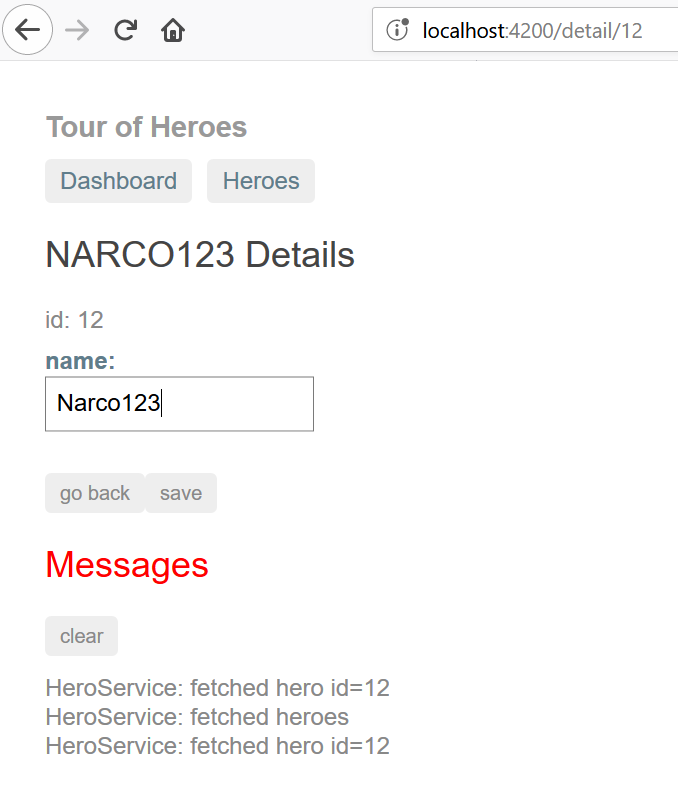 localhost:4200/detail/12
Tour of Heroes
Dashboard Heroes
NARCO123 Details
id: 12
name:
Narco123
go back save
Messages
clear
HeroService: fetched hero id=12
HeroService: fetched heroes
HeroService: fetched hero id=12